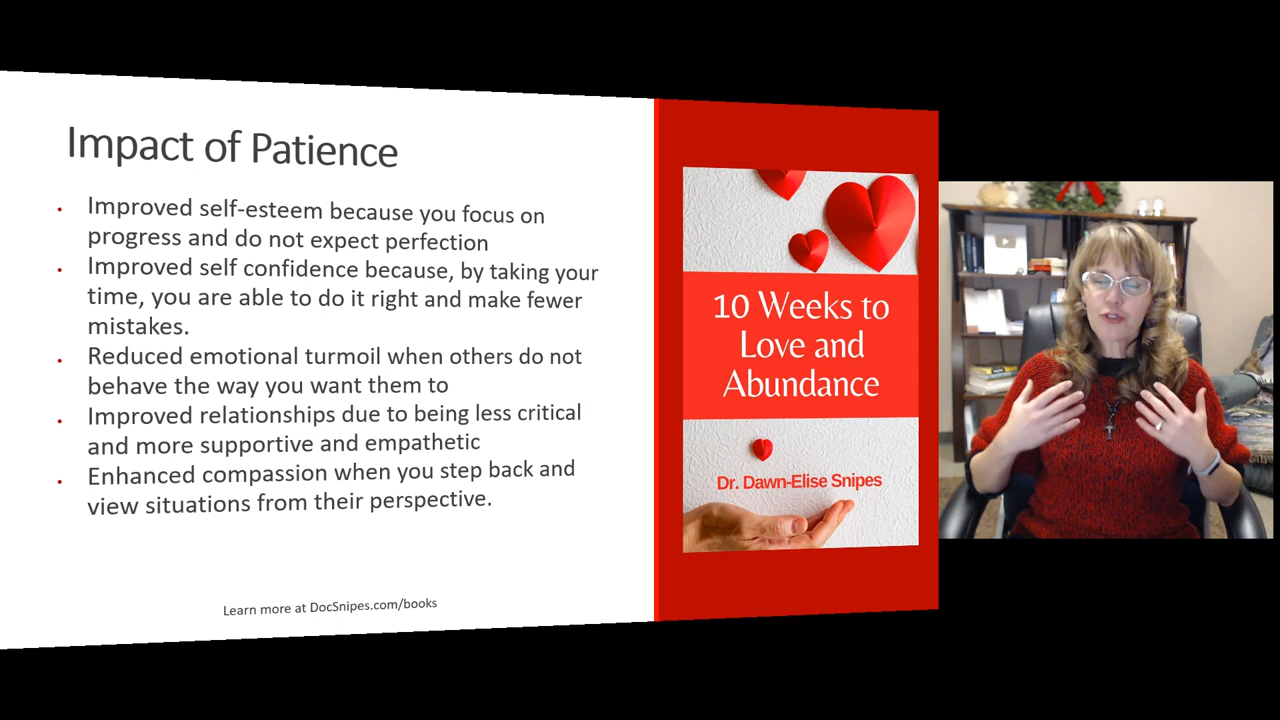 Impact of Patience
Improved self-esteem because you focus on
progress and do not expect perfection
Improved self confidence because, by taking your
time, you are able to do it right and make fewer
mistakes.
Reduced emotional turmoil when others do not
behave the way you want them to
Improved relationships due to being less critical
and more supportive and empathetic
Enhanced compassion when you step back and
view situations from their perspective.
Learn more at DocSnipes.com/books
10 Weeks to
Love and
Abundance
Dr. Dawn-Elise Snipes